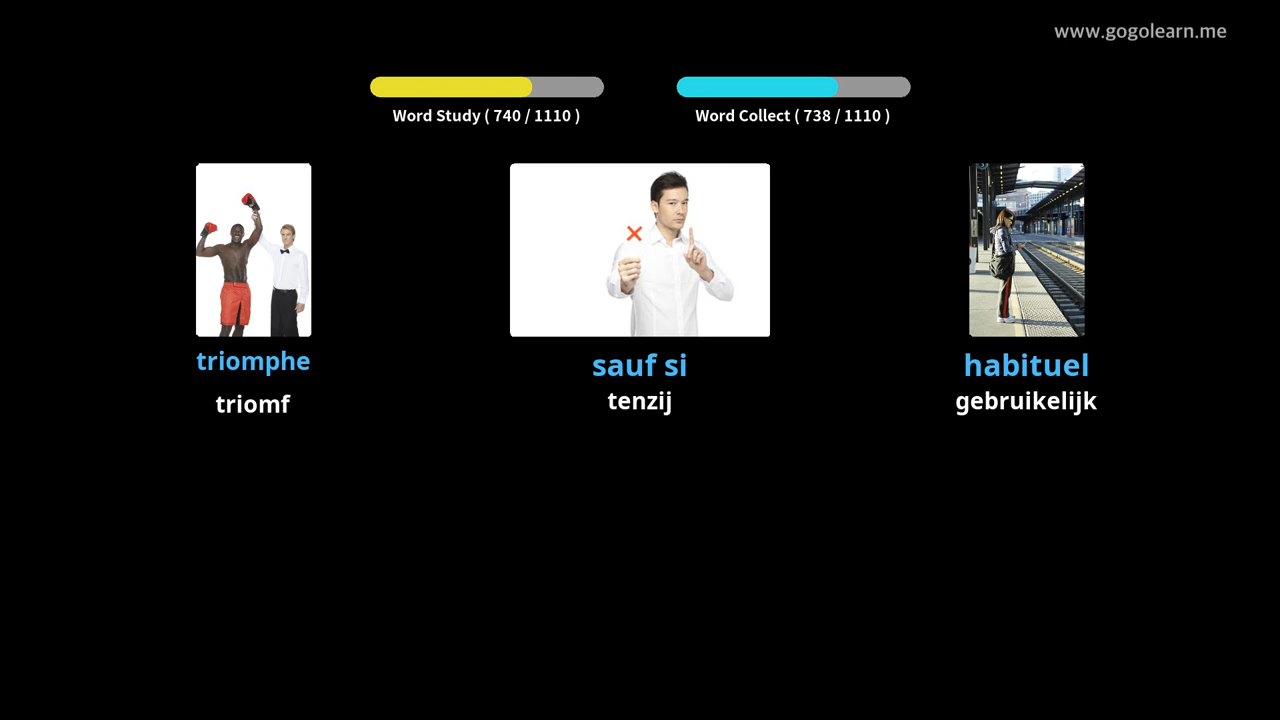 www.gogolearn.me
Word Study ( 740 / 1110 )
Word Collect ( 738 / 1110 )
triomphe
triomf
sauf si
tenzij
habituel
gebruikelijk